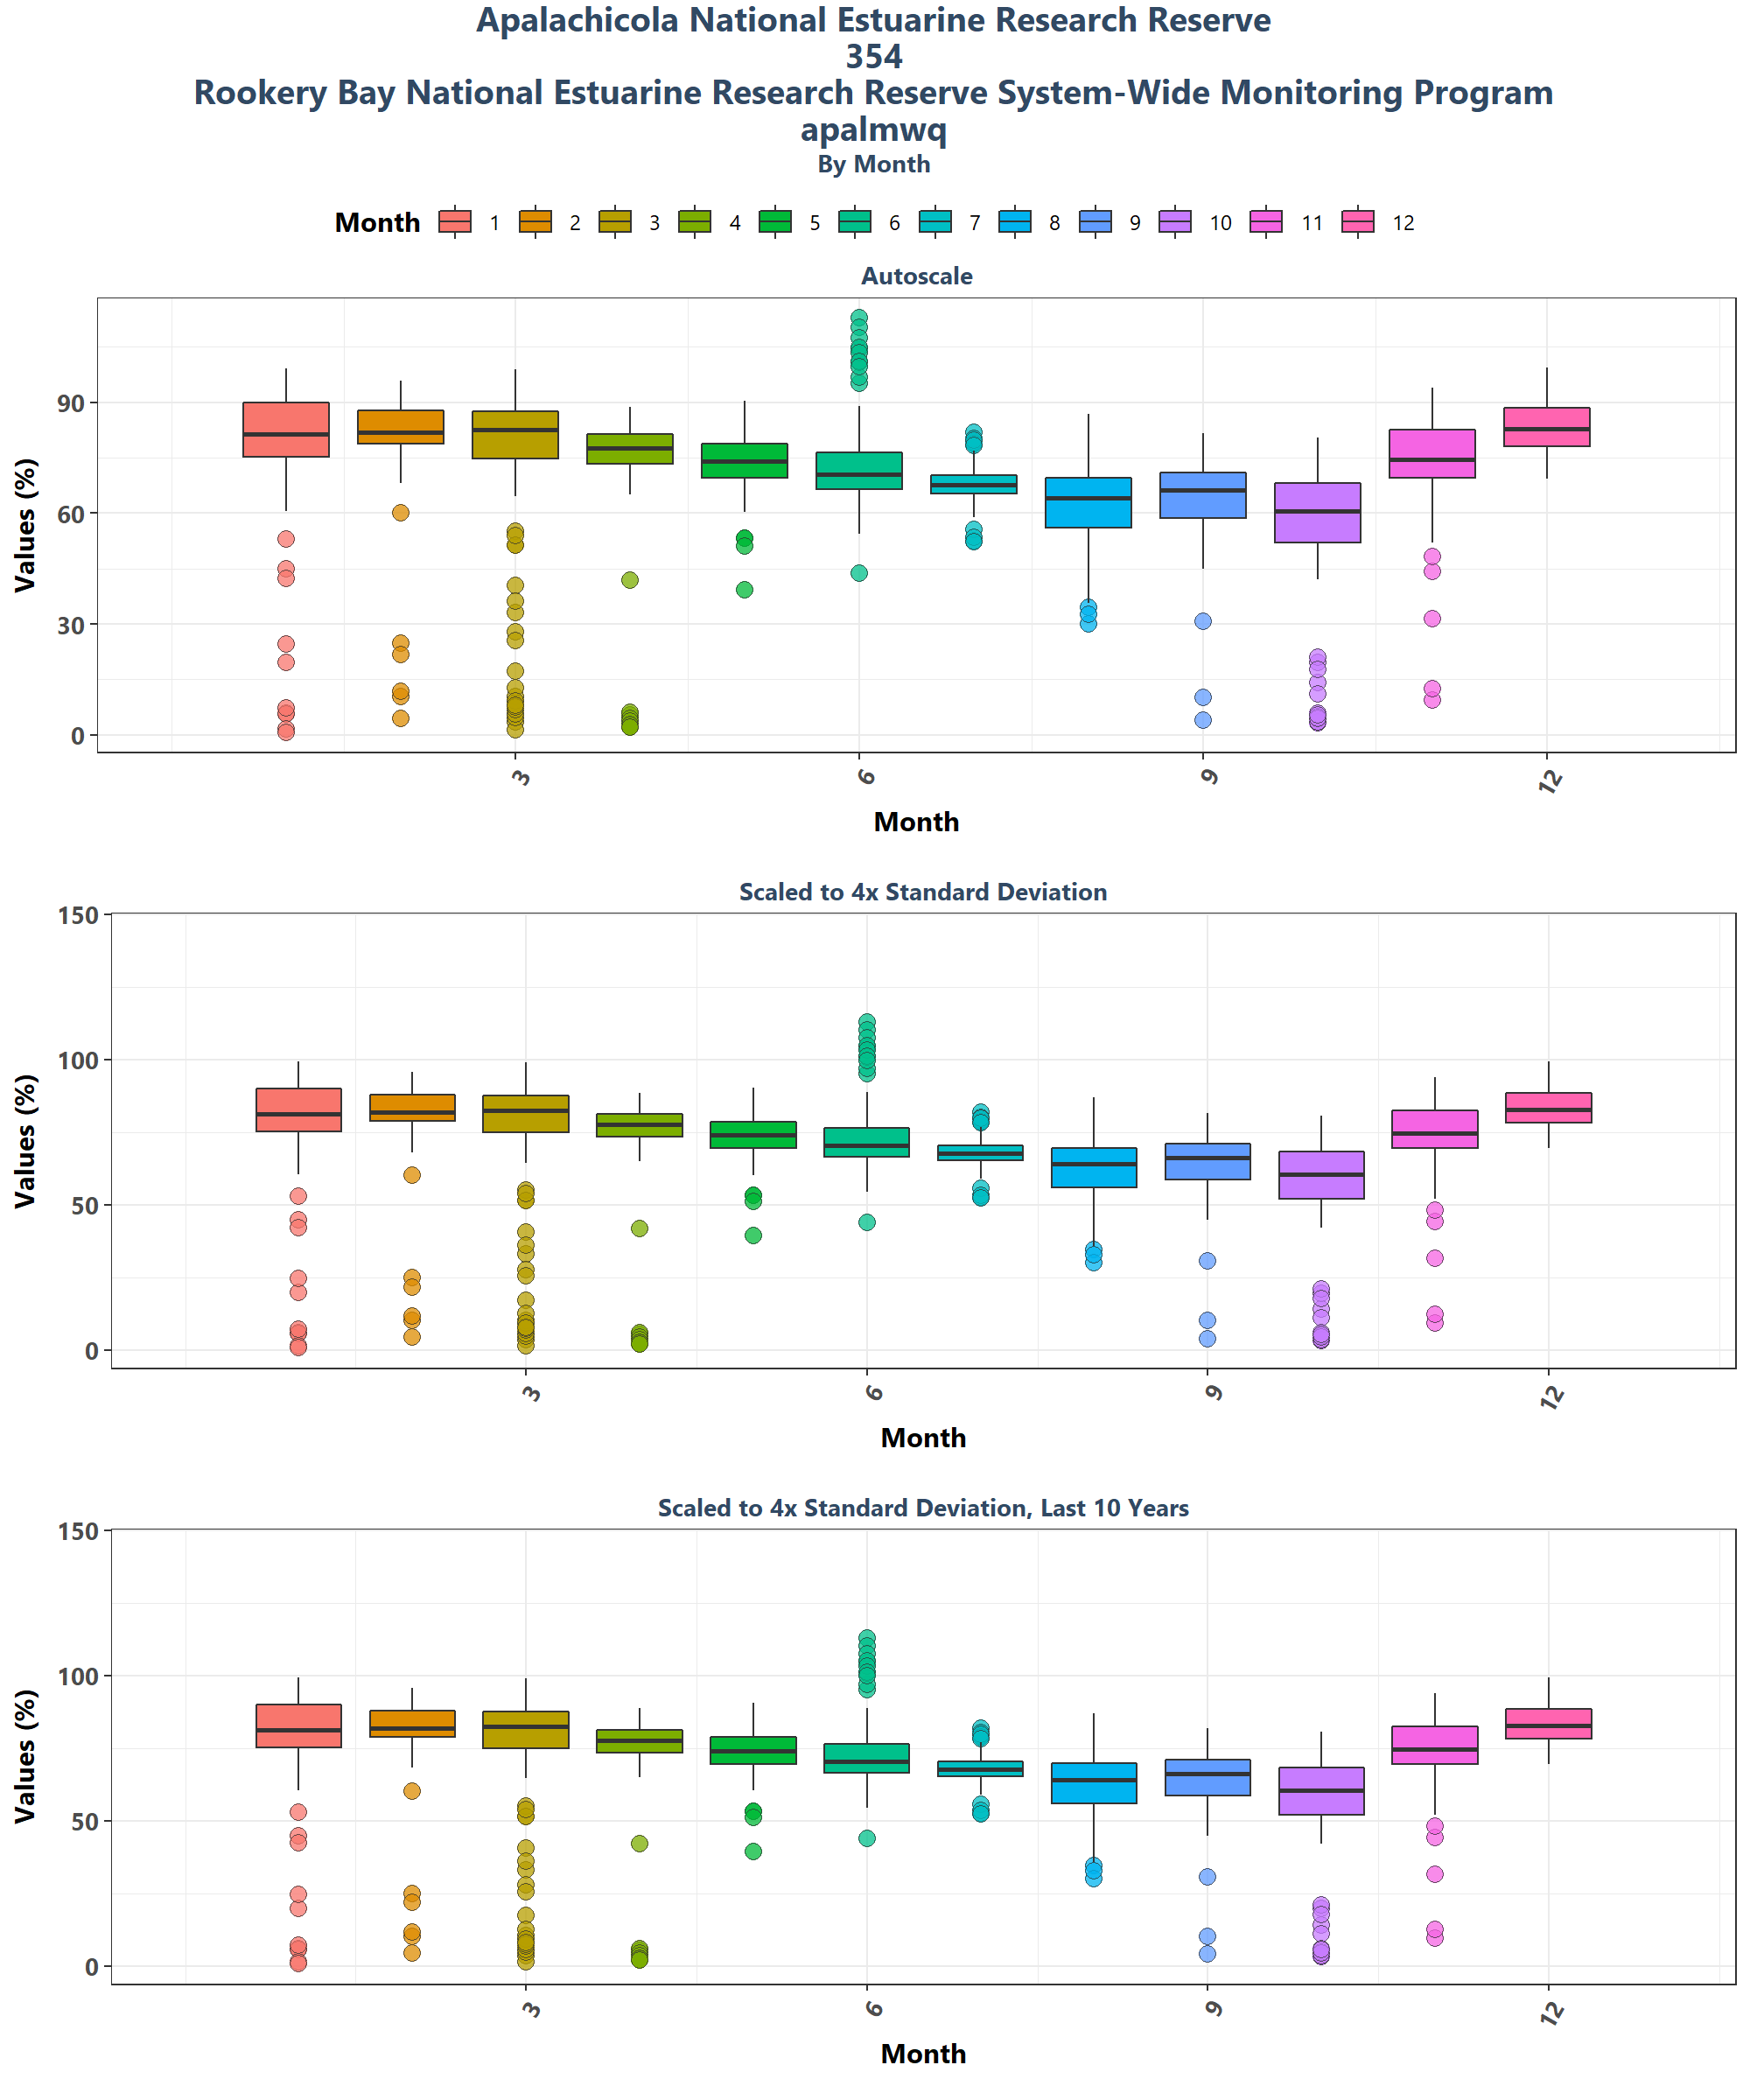 Apalachicola National Estuarine Research Reserve
354
Rookery Bay National Estuarine Research Reserve System-Wide Monitoring Program
apalmwq
By Month
Month 1 2 3 4 5 6 7 8 9 10 11 12
Autoscale
Values (%)
90
60
30
0
3 6 9 12
Month
Scaled to 4x Standard Deviation
Values (%)
150
100
50
0
3 6 9 12
Month
Scaled to 4x Standard Deviation, Last 10 Years
Values (%)
150
100
50
0
3 6 9 12
Month